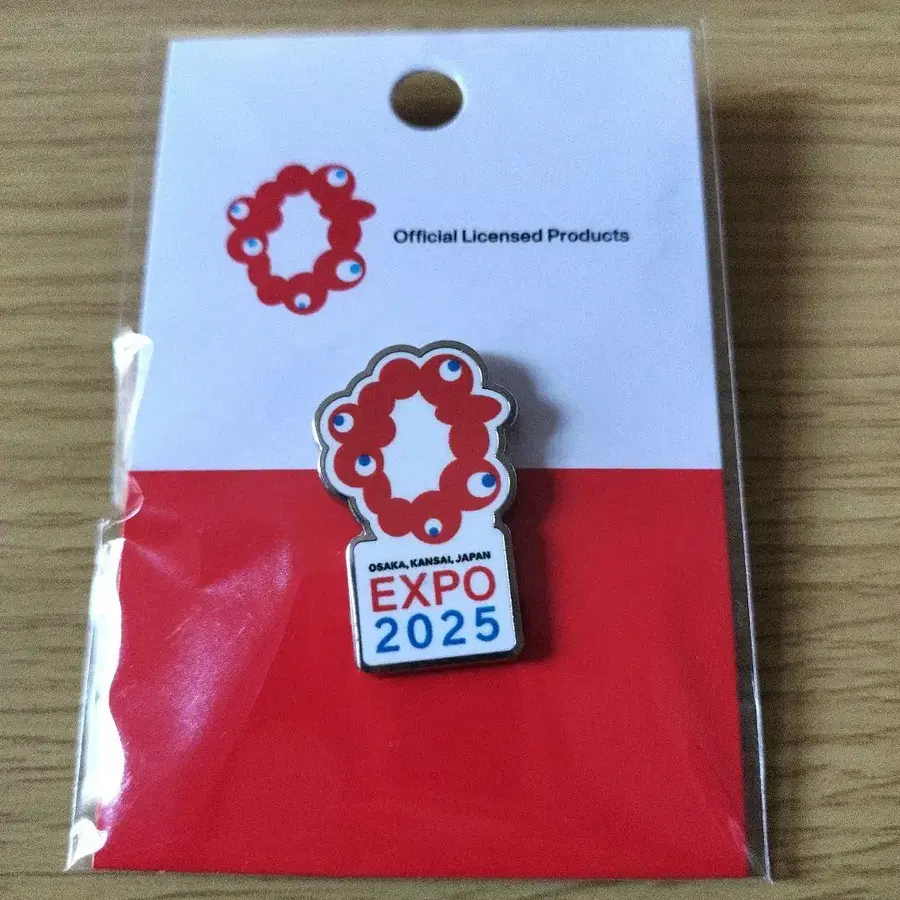 Official Licensed Products
OSAKA, KANSAI, JAPAN
EXPO
2025